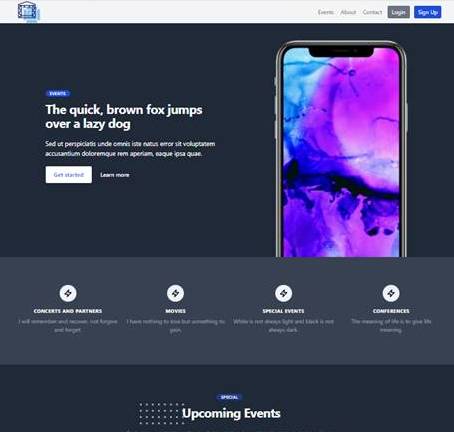 Events About Contact Login Sign Up
EVENTS
The quick, brown fox jumps
over a lazy dog
Sed ut perspiciatis unde omnis iste natus error sit voluptatem
accusantium doloremque rem aperiam, eaque ipsa quae.
Get started Learn more
CONCERTS AND PARTNERS
I will remember and recover, not forgive
and forget.
MOVIES
I have nothing to lose but something to
gain.
SPECIAL EVENTS
White is not always light and black is not
always dark.
CONFERENCES
The meaning of life is to give life
meaning.
SPECIAL
Upcoming Events